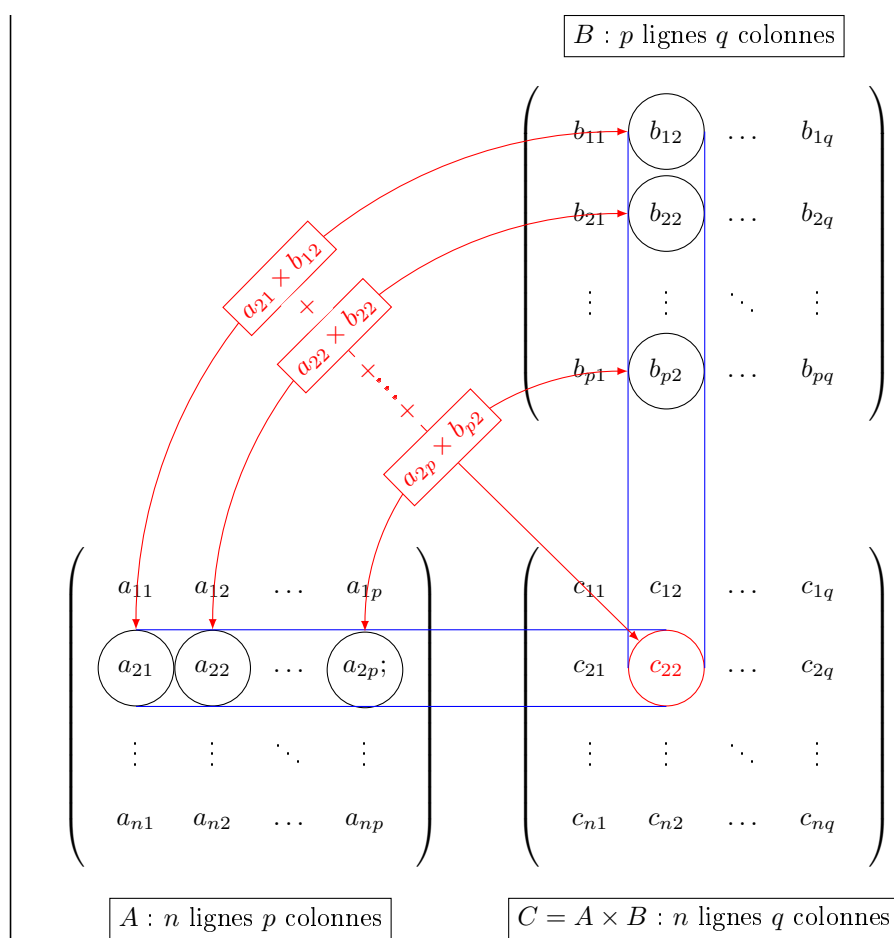 B : p lignes q colonnes
b₁₁ b₁₂ … b₁q
b₂₁ b₂₂ … b₂q
⋮ ⋮ ⋱ ⋮
bₚ₁ bₚ₂ … bₚq
a₂₁ × b₁₂
+
a₂₂ × b₂₂
+ … +
a₂ₚ × bₚ₂
a₁₁ a₁₂ … a₁ₚ
a₂₁ a₂₂ … a₂ₚ;
⋮ ⋮ ⋱ ⋮
aₙ₁ aₙ₂ … aₙₚ
c₁₁ c₁₂ … c₁q
c₂₁ c₂₂ … c₂q
⋮ ⋮ ⋱ ⋮
cₙ₁ cₙ₂ … cₙq
A : n lignes p colonnes
C = A × B : n lignes q colonnes